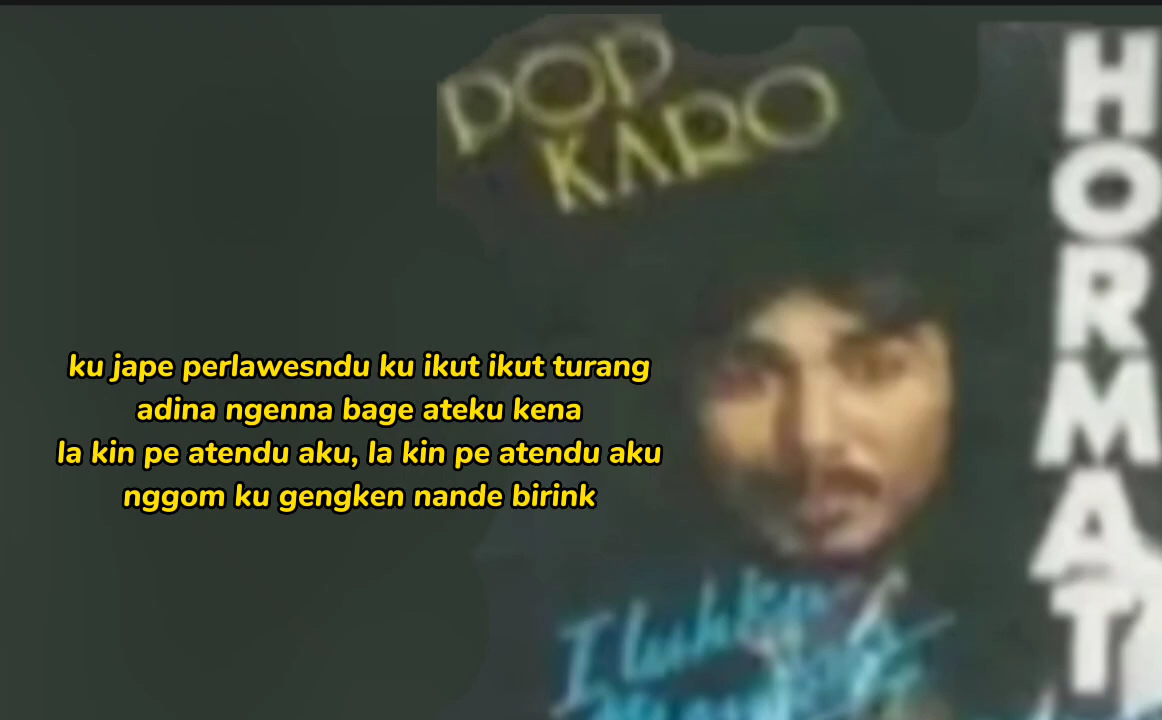 POP
KARO
HORMAT
ku jape perlawesndu ku ikut ikut turang
adina ngenna bage ateku kena
la kin pe atendu aku, la kin pe atendu aku
nggom ku gengken nande birink